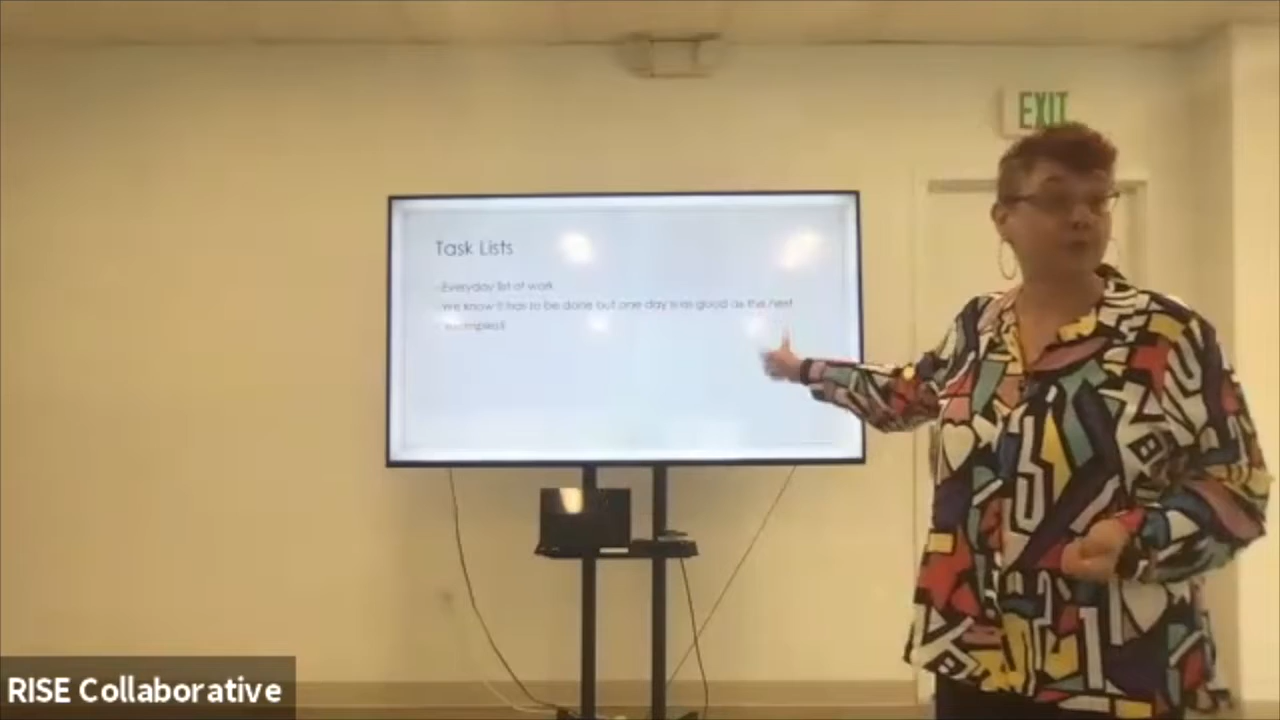 EXIT
Task Lists
Everyday list of work
We know it has to be done but one day is as good as the next
RISE Collaborative